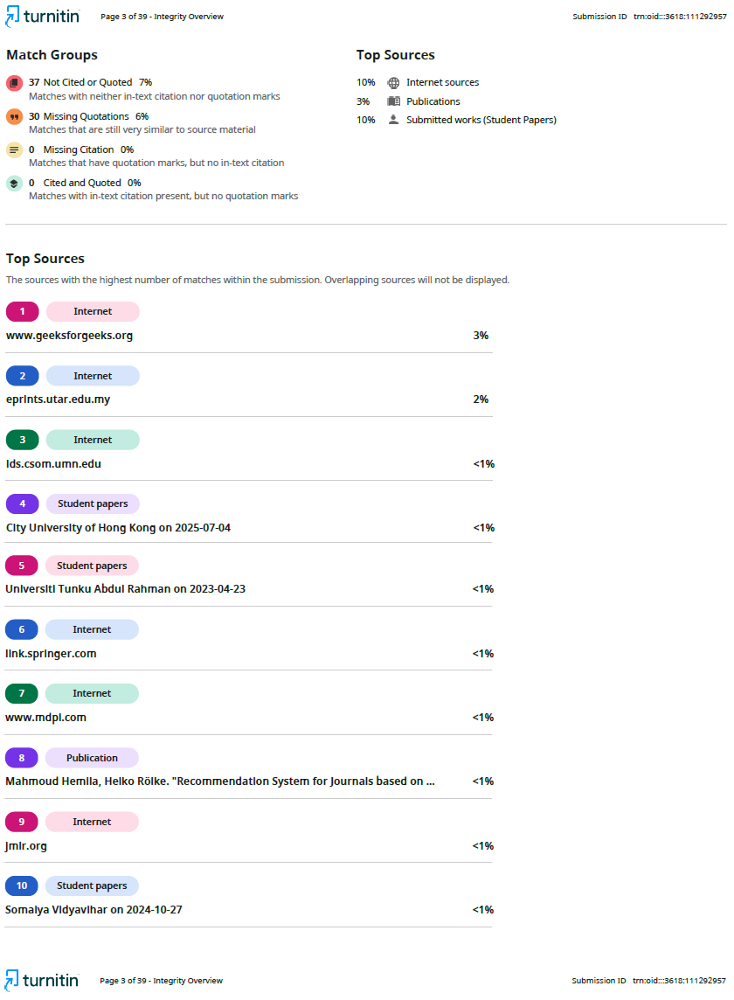 turnitin Page 3 of 39 - Integrity Overview Submission ID trn:oid:::3618:111292957
Match Groups
37 Not Cited or Quoted 7%
Matches with neither in-text citation nor quotation marks
30 Missing Quotations 6%
Matches that are still very similar to source material
0 Missing Citation 0%
Matches that have quotation marks, but no in-text citation
0 Cited and Quoted 0%
Matches with in-text citation present, but no quotation marks
Top Sources
10% Internet sources
3% Publications
10% Submitted works (Student Papers)
Top Sources
The sources with the highest number of matches within the submission. Overlapping sources will not be displayed.
1 Internet
www.geeksforgeeks.org 3%
2 Internet
eprints.utar.edu.my 2%
3 Internet
ids.csom.umn.edu <1%
4 Student papers
City University of Hong Kong on 2025-07-04 <1%
5 Student papers
Universiti Tunku Abdul Rahman on 2023-04-23 <1%
6 Internet
link.springer.com <1%
7 Internet
www.mdpi.com <1%
8 Publication
Mahmoud Hemila, Heiko Rölke. "Recommendation System for Journals based on ... <1%
9 Internet
jmir.org <1%
10 Student papers
Somaiya Vidyavihar on 2024-10-27 <1%
turnitin Page 3 of 39 - Integrity Overview Submission ID trn:oid:::3618:111292957